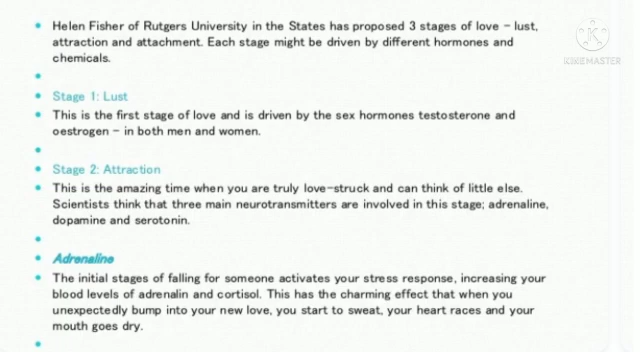 Helen Fisher of Rutgers University in the States has proposed 3 stages of love – lust,
attraction and attachment. Each stage might be driven by different hormones and
chemicals.
Stage 1: Lust
This is the first stage of love and is driven by the sex hormones testosterone and
oestrogen – in both men and women.
Stage 2: Attraction
This is the amazing time when you are truly love-struck and can think of little else.
Scientists think that three main neurotransmitters are involved in this stage; adrenaline,
dopamine and serotonin.
Adrenaline
The initial stages of falling for someone activates your stress response, increasing your
blood levels of adrenalin and cortisol. This has the charming effect that when you
unexpectedly bump into your new love, you start to sweat, your heart races and your
mouth goes dry.
KINEMASTER